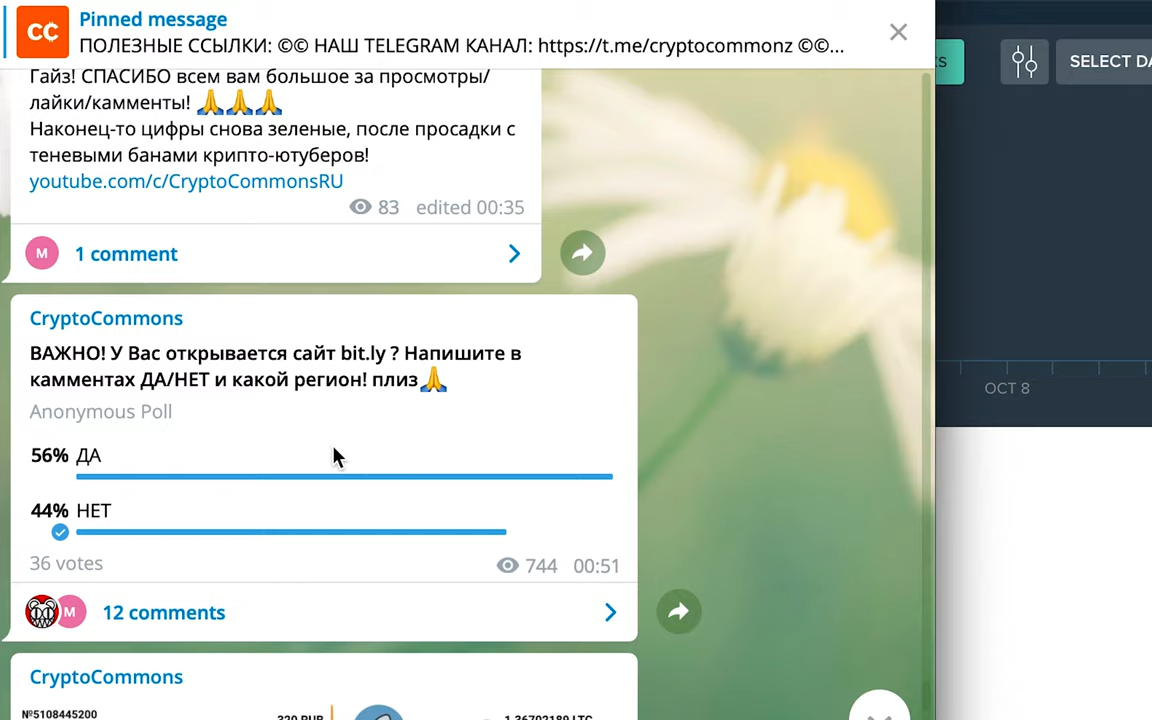 CC
Pinned message
ПОЛЕЗНЫЕ ССЫЛКИ: ©© НАШ TELEGRAM КАНАЛ: https://t.me/cryptocommonz ©©...
SELECT DA
Гайз! СПАСИБО всем вам большое за просмотры/
лайки/камменты! 🙏🙏🙏
Наконец-то цифры снова зеленые, после просадки с
теневыми банами крипто-ютуберов!
youtube.com/c/CryptoCommonsRU
83 edited 00:35
M 1 comment
CryptoCommons
ВАЖНО! У Вас открывается сайт bit.ly ? Напишите в
камментах ДА/НЕТ и какой регион! плиз🙏
Anonymous Poll
56% ДА
44% НЕТ
36 votes 744 00:51
M 12 comments
OCT 8
CryptoCommons
№5108445200 320 RUB 1.36702189 LTC